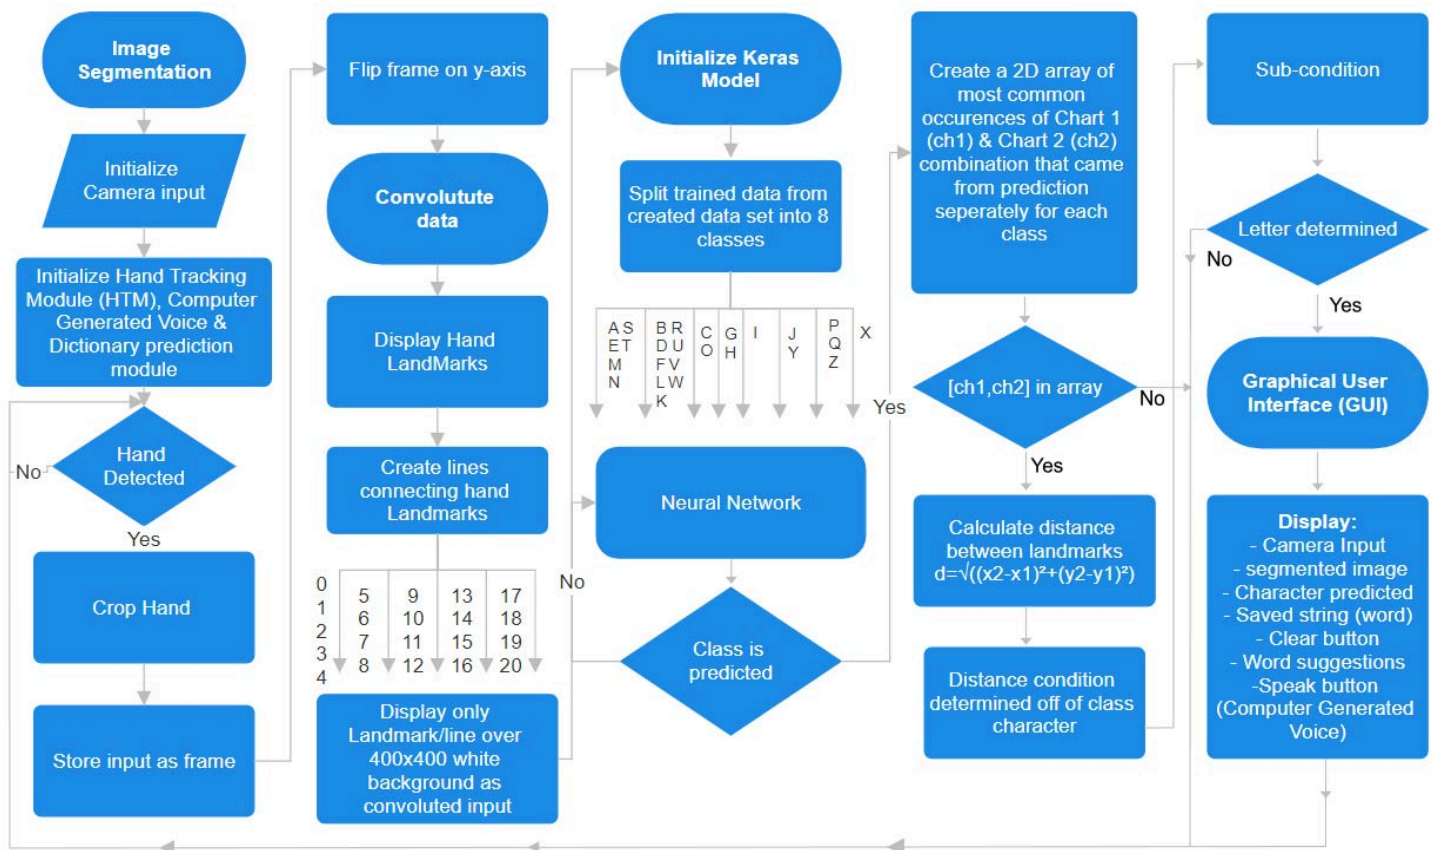 Image
Segmentation
Initialize
Camera input
Initialize Hand Tracking
Module (HTM), Computer
Generated Voice &
Dictionary prediction
module
Hand
Detected
No
Yes
Crop Hand
Store input as frame
Flip frame on y-axis
Convolutute
data
Display Hand
LandMarks
Create lines
connecting hand
Landmarks
0
1
2
3
4
5
6
7
8
9
10
11
12
13
14
15
16
17
18
19
20
Display only
Landmark/line over
400x400 white
background as
convoluted input
Initialize Keras
Model
Split trained data from
created data set into 8
classes
A S
E T
M
N
B R
D U
F V
L W
K
C
O
G
H
I
J
Y
P
Q
Z
X
Neural Network
No
Class is
predicted
Yes
Create a 2D array of
most common
occurences of Chart 1
(ch1) & Chart 2 (ch2)
combination that came
from prediction
seperately for each
class
[ch1,ch2] in array
No
Yes
Calculate distance
between landmarks
d=√((x2-x1)²+(y2-y1)²)
Distance condition
determined off of class
character
Sub-condition
Letter determined
No
Yes
Graphical User
Interface (GUI)
Display:
- Camera Input
- segmented image
- Character predicted
- Saved string (word)
- Clear button
- Word suggestions
-Speak button
(Computer Generated
Voice)